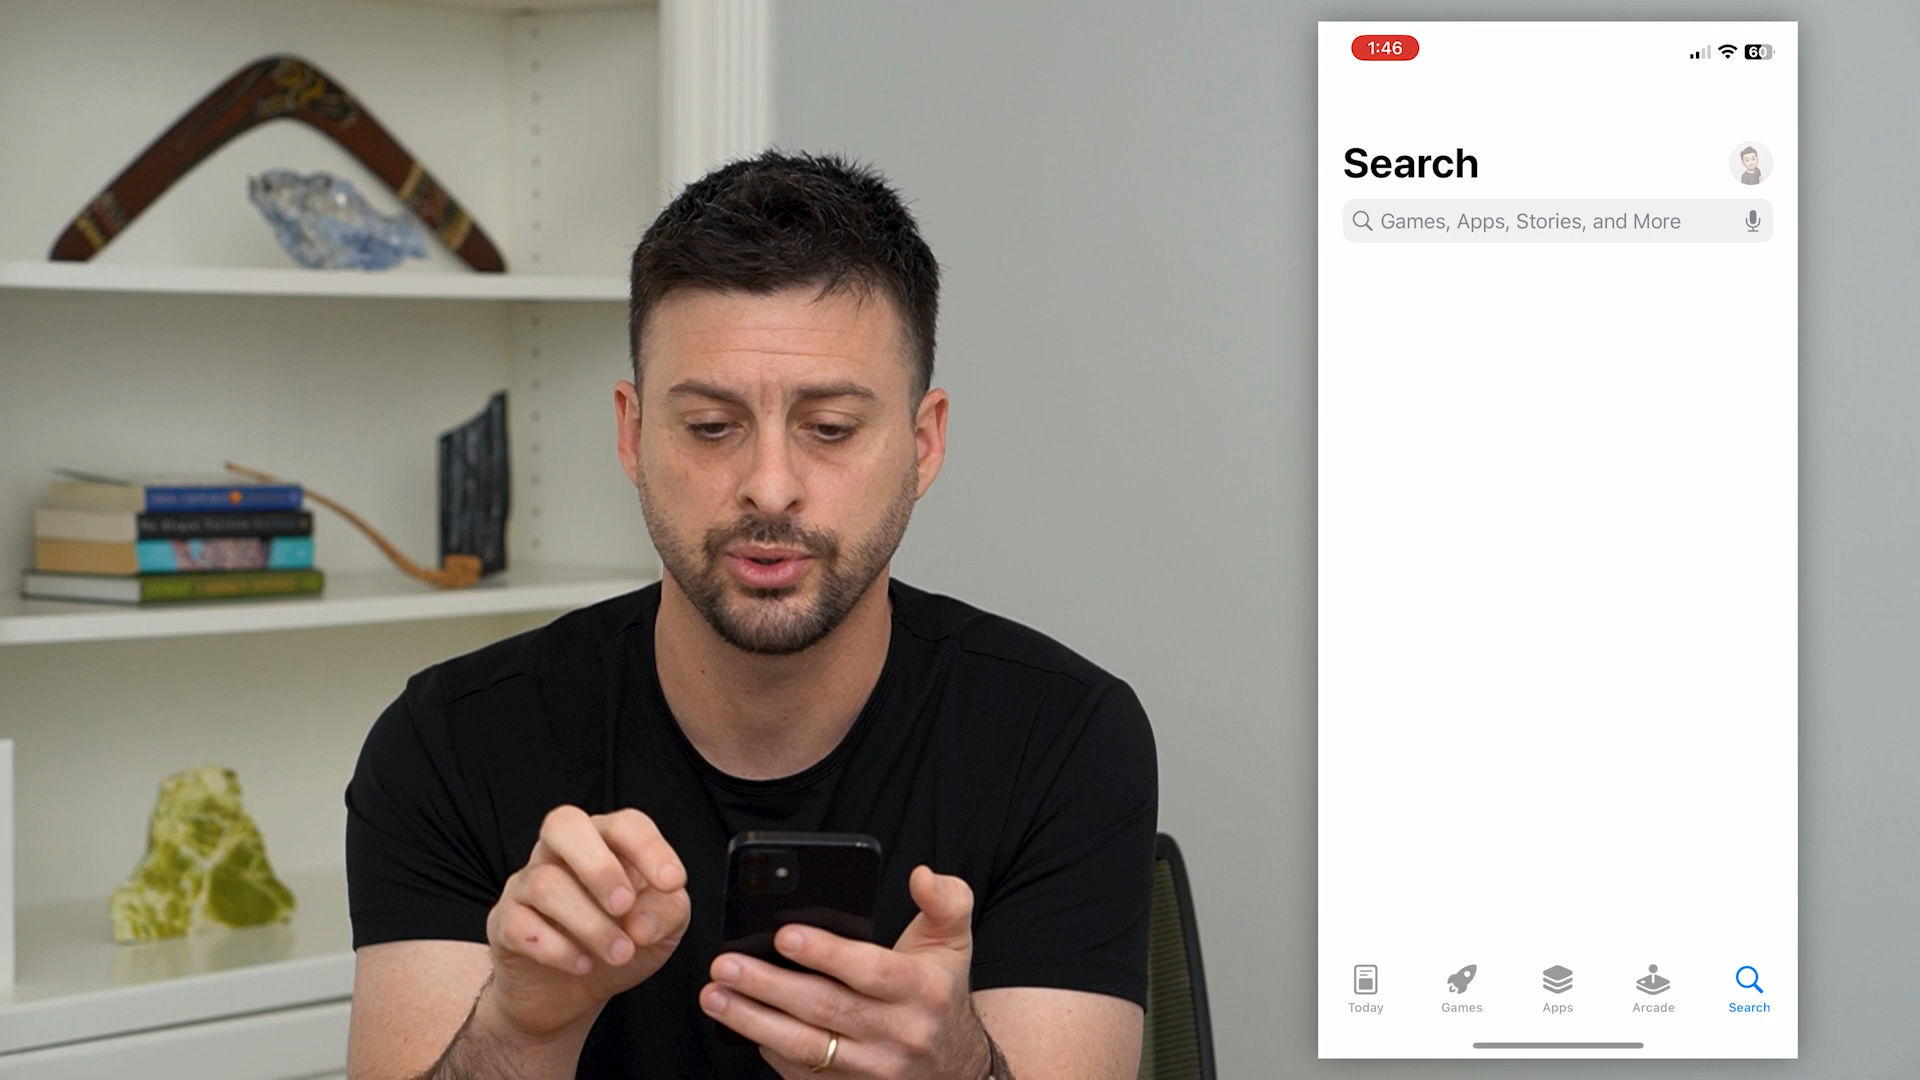 1:46
60
Search
Games, Apps, Stories, and More
Today
Games
Apps
Arcade
Search